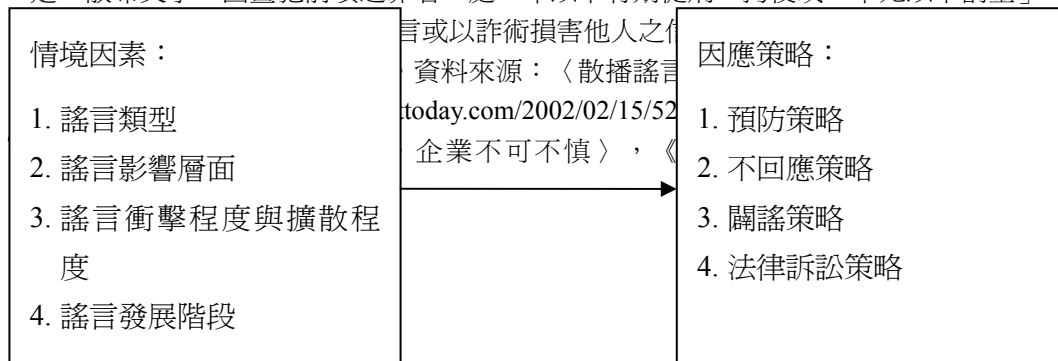 情境因素：
1. 謠言類型
2. 謠言影響層面
3. 謠言衝擊程度與擴散程
度
4. 謠言發展階段
言或以詐術損害他人之信
資料來源：〈散播謠言
ttoday.com/2002/02/15/52
企業不可不慎〉，《
因應策略：
1. 預防策略
2. 不回應策略
3. 闢謠策略
4. 法律訴訟策略